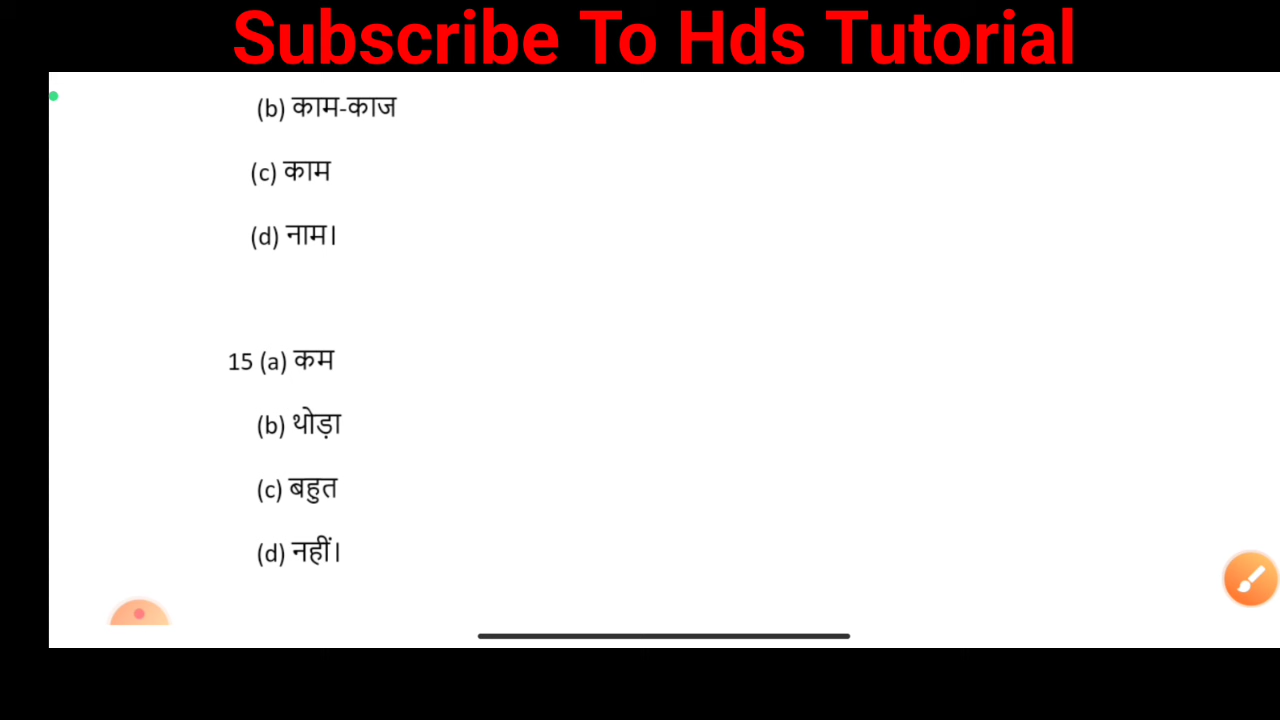 Subscribe To Hds Tutorial
(b) काम-काज
(c) काम
(d) नाम।
15 (a) कम
(b) थोड़ा
(c) बहुत
(d) नहीं।